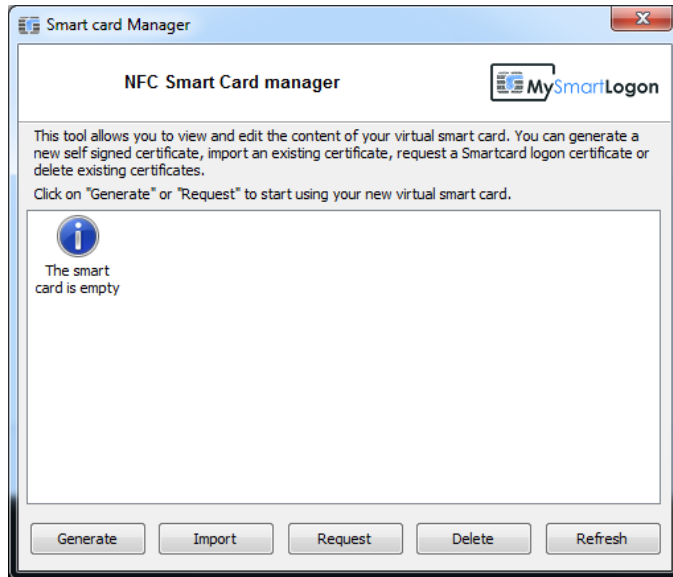 Smart card Manager
NFC Smart Card manager
MySmartLogon
This tool allows you to view and edit the content of your virtual smart card. You can generate a
new self signed certificate, import an existing certificate, request a Smartcard logon certificate or
delete existing certificates.
Click on "Generate" or "Request" to start using your new virtual smart card.
The smart
card is empty
Generate
Import
Request
Delete
Refresh